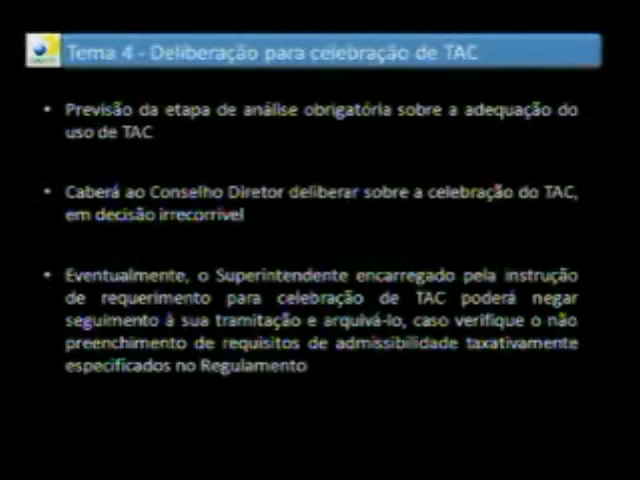 Tema 4 - Deliberação para celebração de TAC
• Previsão da etapa de análise obrigatória sobre a adequação do
uso de TAC
• Caberá ao Conselho Diretor deliberar sobre a celebração do TAC,
em decisão irrecorrível
• Eventualmente, o Superintendente encarregado pela instrução
de requerimento para celebração de TAC poderá negar
seguimento à sua tramitação e arquivá-lo, caso verifique o não
preenchimento de requisitos de admissibilidade taxativamente
especificados no Regulamento